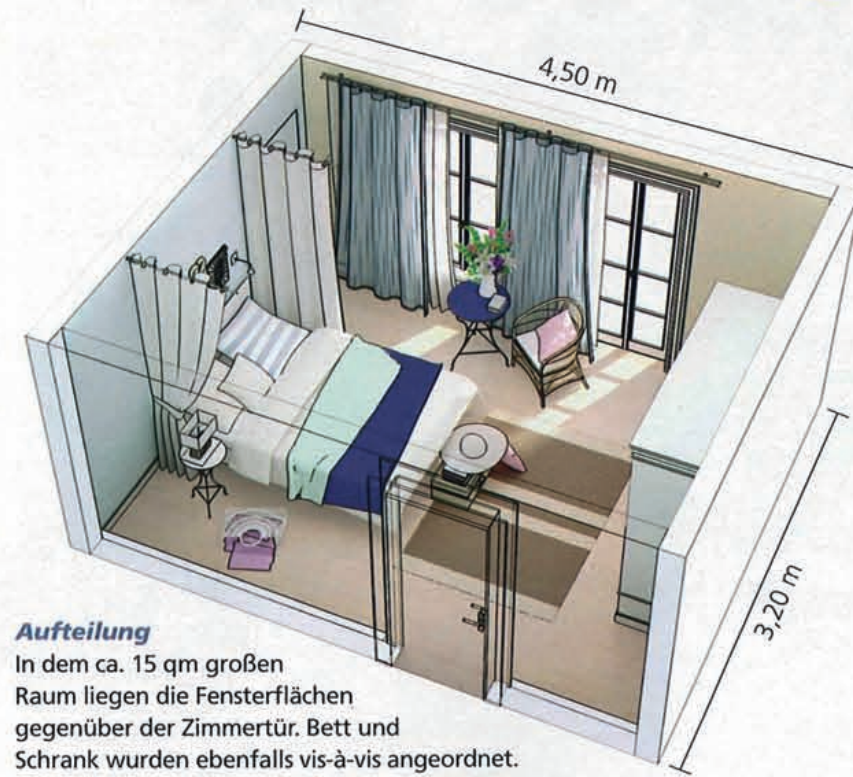 4,50 m
3,20 m
Aufteilung
In dem ca. 15 qm großen
Raum liegen die Fensterflächen
gegenüber der Zimmertür. Bett und
Schrank wurden ebenfalls vis-à-vis angeordnet.